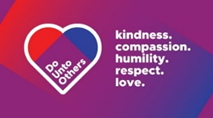 Do
Unto
Others
kindness.
compassion.
humility.
respect.
love.